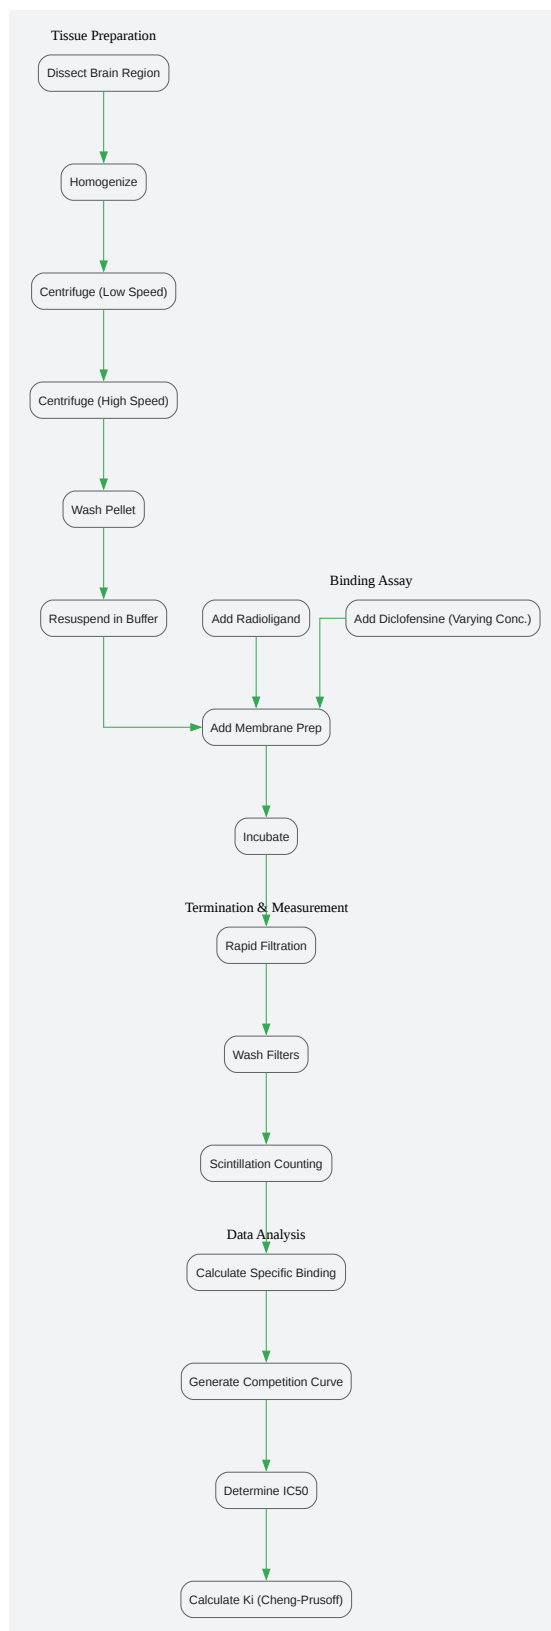 Tissue Preparation
Dissect Brain Region
Homogenize
Centrifuge (Low Speed)
Centrifuge (High Speed)
Wash Pellet
Binding Assay
Resuspend in Buffer
Add Radioligand
Add Diclofensine (Varying Conc.)
Add Membrane Prep
Incubate
Termination & Measurement
Rapid Filtration
Wash Filters
Scintillation Counting
Data Analysis
Calculate Specific Binding
Generate Competition Curve
Determine IC50
Calculate Ki (Cheng-Prusoff)